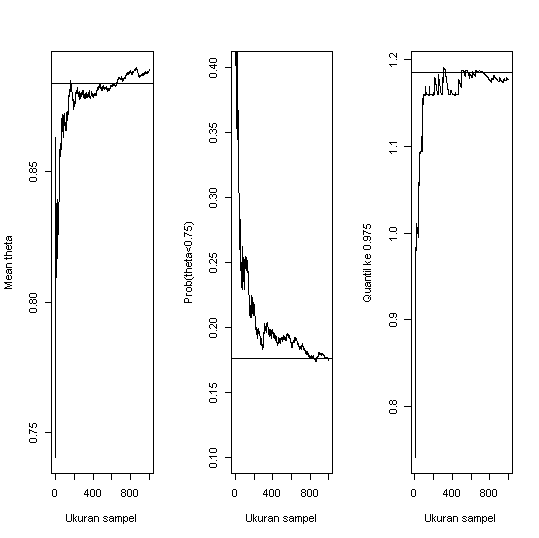 Mean theta
0.85
0.80
0.75
0 400 800
Ukuran sampel
Prob(theta<0.75)
0.40
0.35
0.30
0.25
0.20
0.15
0.10
0 400 800
Ukuran sampel
Quantil ke 0.975
1.2
1.1
1.0
0.9
0.8
0 400 800
Ukuran sampel